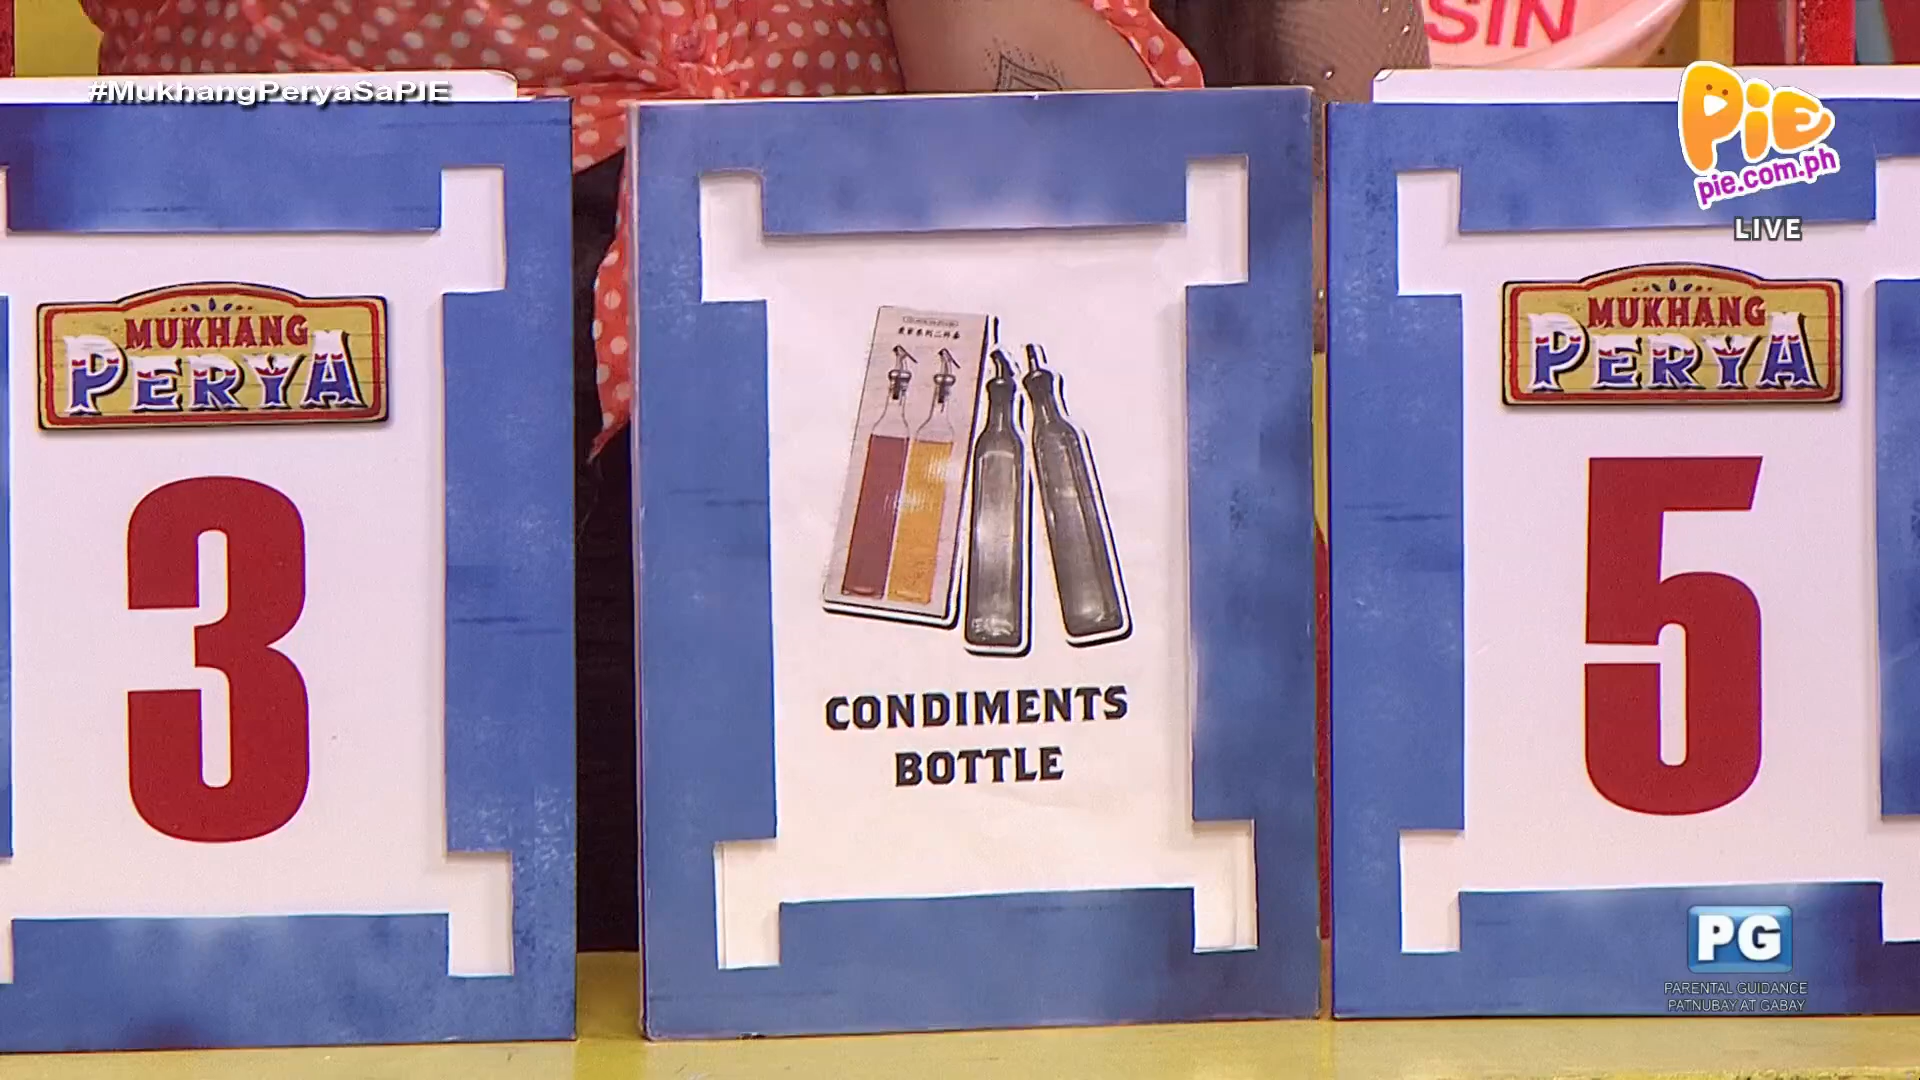 SIN
#MukhangPeryaSaPIE
PiE
pie.com.ph
LIVE
MUKHANG
PERYA
3
CONDIMENTS
BOTTLE
MUKHANG
PERYA
5
PG
PARENTAL GUIDANCE
PATNUBAY AT GABAY